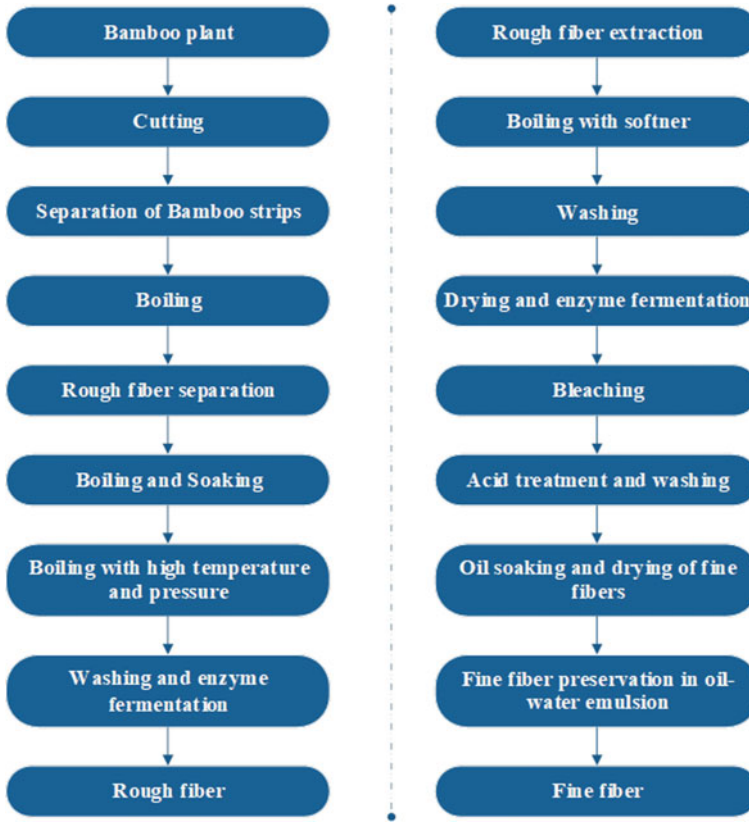 Bamboo plant
Cutting
Separation of Bamboo strips
Boiling
Rough fiber separation
Boiling and Soaking
Boiling with high temperature
and pressure
Washing and enzyme
fermentation
Rough fiber
Rough fiber extraction
Boiling with softner
Washing
Drying and enzyme fermentation
Bleaching
Acid treatment and washing
Oil soaking and drying of fine
fibers
Fine fiber preservation in oil-
water emulsion
Fine fiber